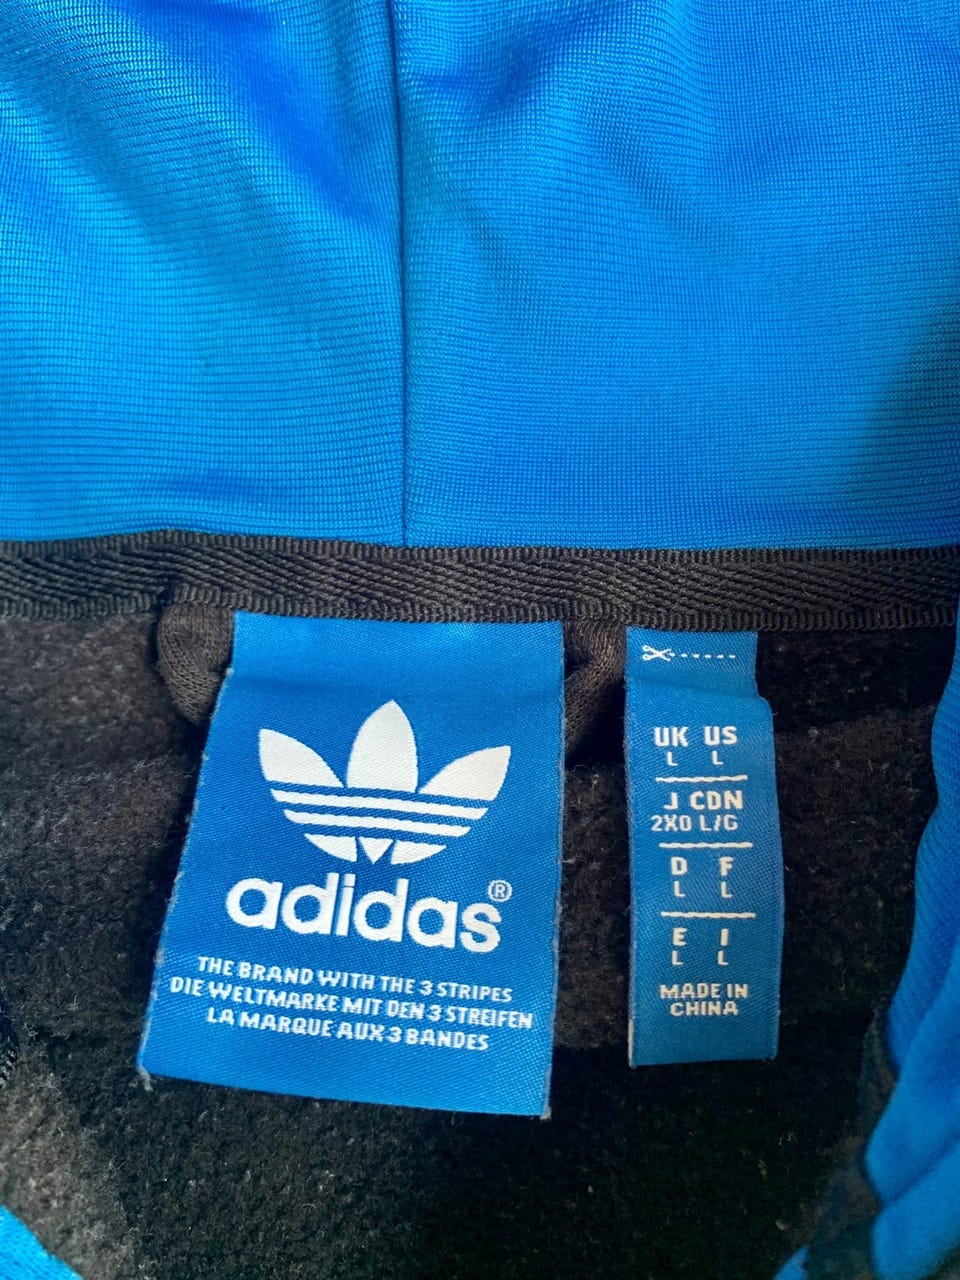 adidas®
THE BRAND WITH THE 3 STRIPES
DIE WELTMARKE MIT DEN 3 STREIFEN
LA MARQUE AUX 3 BANDES
UK US
L L
J CDN
2XO L/G
D F
L L
E I
L L
MADE IN
CHINA